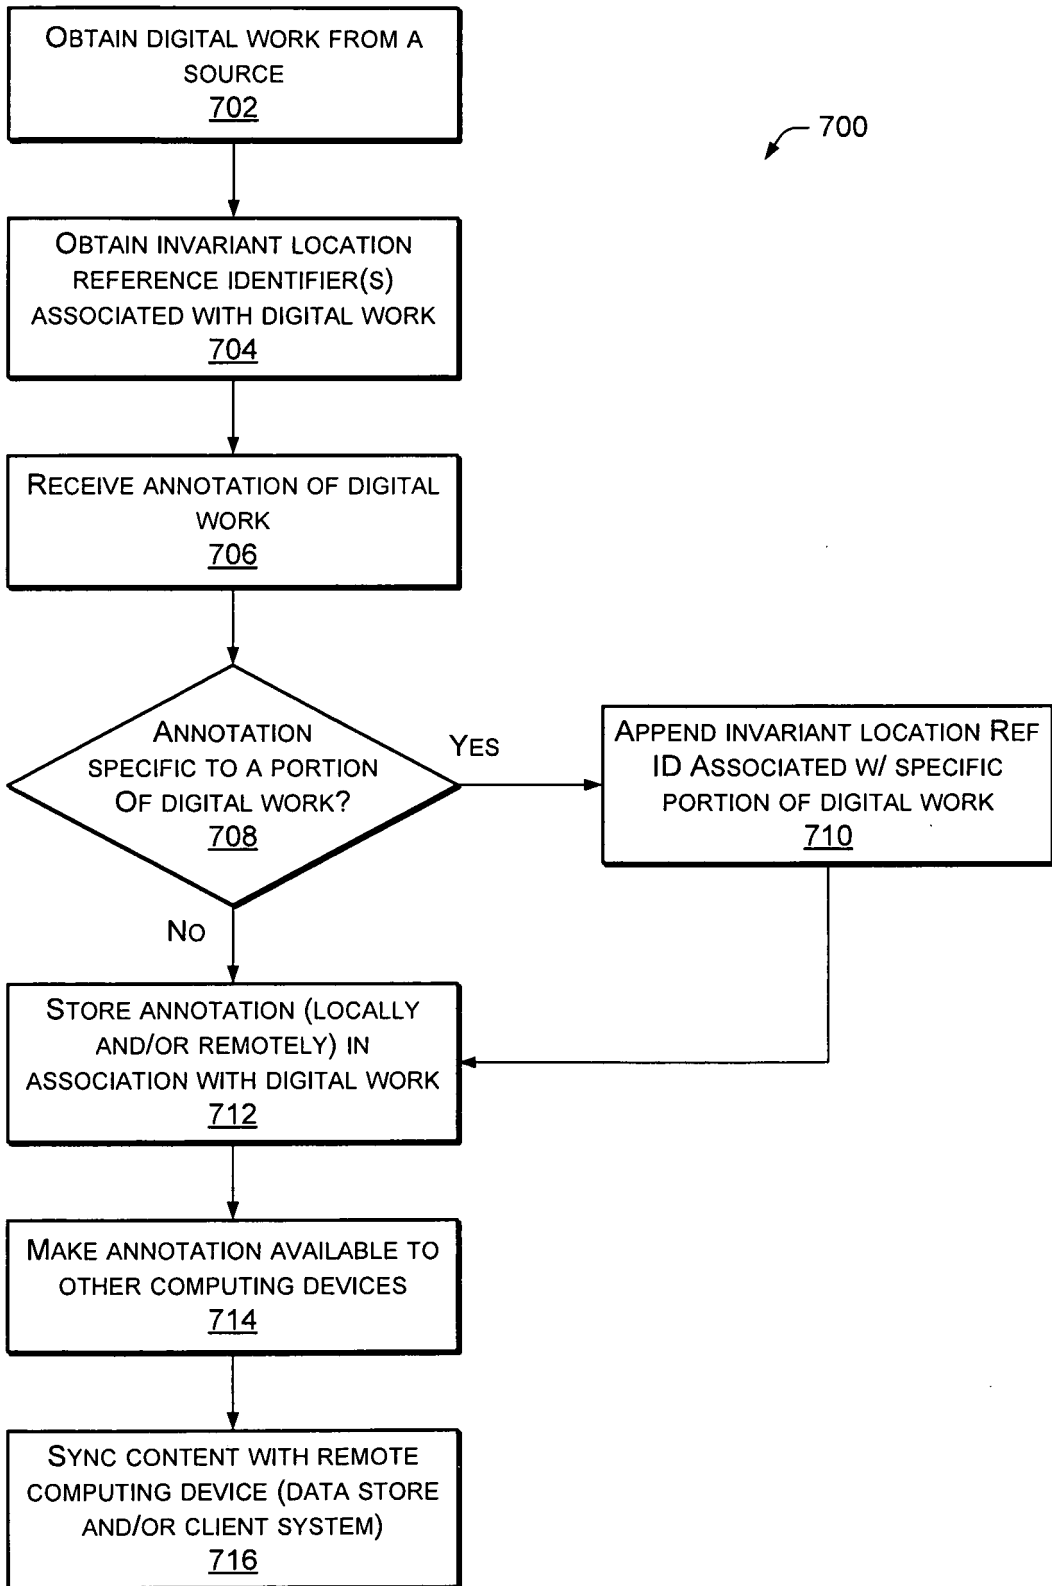 OBTAIN DIGITAL WORK FROM A
SOURCE
702
700
OBTAIN INVARIANT LOCATION
REFERENCE IDENTIFIER(S)
ASSOCIATED WITH DIGITAL WORK
704
RECEIVE ANNOTATION OF DIGITAL
WORK
706
ANNOTATION
SPECIFIC TO A PORTION
OF DIGITAL WORK?
708
YES
APPEND INVARIANT LOCATION REF
ID ASSOCIATED W/ SPECIFIC
PORTION OF DIGITAL WORK
710
NO
STORE ANNOTATION (LOCALLY
AND/OR REMOTELY) IN
ASSOCIATION WITH DIGITAL WORK
712
MAKE ANNOTATION AVAILABLE TO
OTHER COMPUTING DEVICES
714
SYNC CONTENT WITH REMOTE
COMPUTING DEVICE (DATA STORE
AND/OR CLIENT SYSTEM)
716